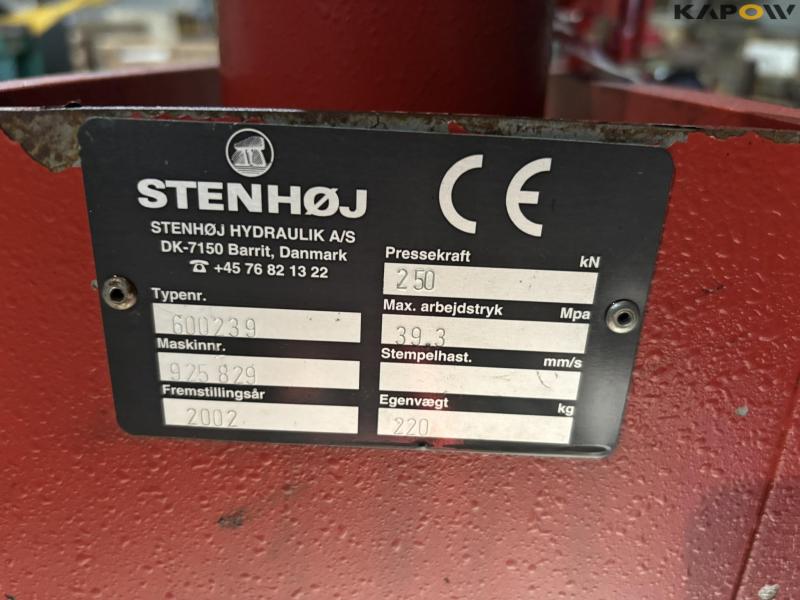 KAPOW
STENHØJ
STENHØJ HYDRAULIK A/S
DK-7150 Barrit, Danmark
☎ +45 76 82 13 22
CE
Typenr.
600239
Maskinnr.
925 829
Fremstillingsår
2002
Pressekraft kN
250
Max. arbejdstryk Mpa
39.3
Stempelhast. mm/s
Egenvægt kg
220